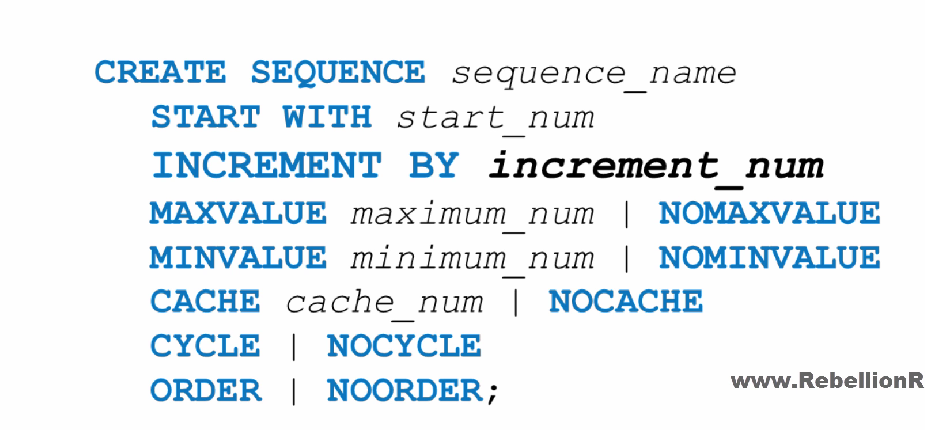 CREATE SEQUENCE sequence_name
START WITH start_num
INCREMENT BY increment_num
MAXVALUE maximum_num | NOMAXVALUE
MINVALUE minimum_num | NOMINVALUE
CACHE cache_num | NOCACHE
CYCLE | NOCYCLE
ORDER | NOORDER;
www.RebellionR